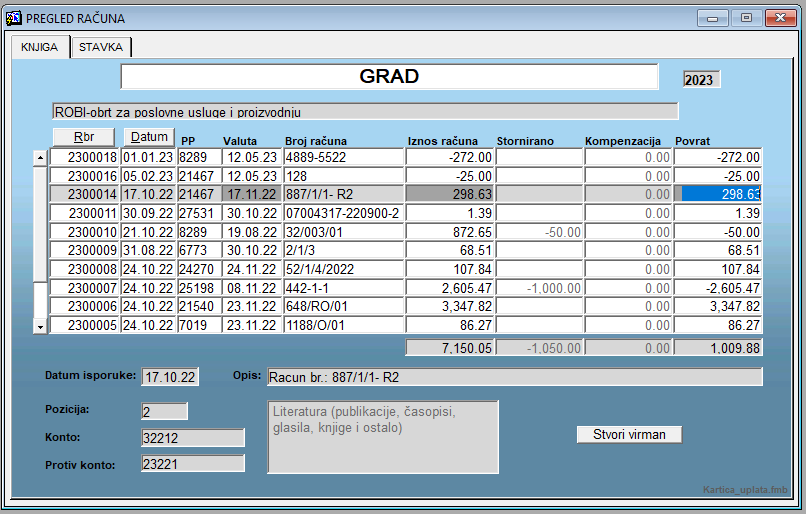 PREGLED RAČUNA
KNJIGA STAVKA
GRAD 2023
ROBI-obrt za poslovne usluge i proizvodnju
Rbr Datum PP Valuta Broj računa Iznos računa Stornirano Kompenzacija Povrat
2300018 01.01.23 8289 12.05.23 4889-5522 -272.00 0.00 -272.00
2300016 05.02.23 21467 12.05.23 128 -25.00 0.00 -25.00
2300014 17.10.22 21467 17.11.22 887/1/1- R2 298.63 0.00 298.63
2300011 30.09.22 27531 30.10.22 07004317-220900-2 1.39 0.00 1.39
2300010 21.10.22 8289 19.08.22 32/003/01 872.65 -50.00 0.00 -50.00
2300009 31.08.22 6773 30.10.22 2/1/3 68.51 0.00 68.51
2300008 24.10.22 24270 24.11.22 52/1/4/2022 107.84 0.00 107.84
2300007 24.10.22 25198 08.11.22 442-1-1 2,605.47 -1,000.00 0.00 -2,605.47
2300006 24.10.22 21540 23.11.22 648/RO/01 3,347.82 0.00 3,347.82
2300005 24.10.22 7019 23.11.22 1188/O/01 86.27 0.00 86.27
7,150.05 -1,050.00 0.00 1,009.88
Datum isporuke: 17.10.22 Opis: Racun br.: 887/1/1- R2
Pozicija: 2
Literatura (publikacije, časopisi,
glasila, knjige i ostalo)
Konto: 32212
Stvori virman
Protiv konto: 23221
Kartica_uplata.fmb